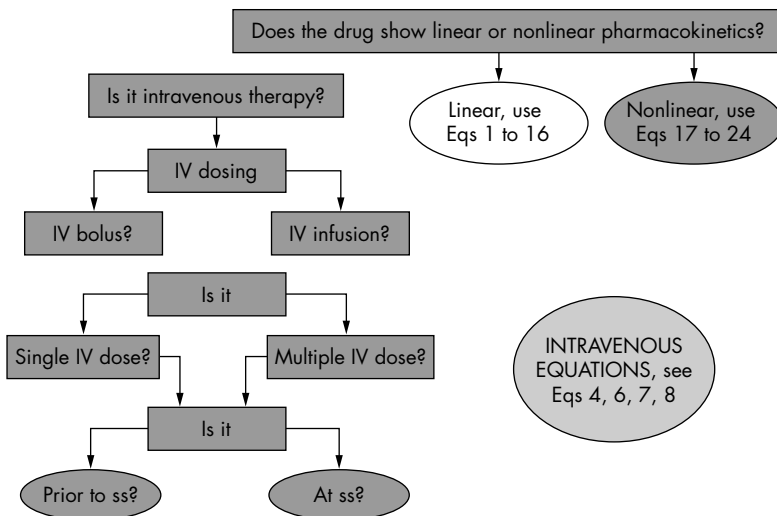 Does the drug show linear or nonlinear pharmacokinetics?
Is it intravenous therapy?
Linear, use
Eqs 1 to 16
Nonlinear, use
Eqs 17 to 24
IV dosing
IV bolus?
IV infusion?
Is it
Single IV dose?
Multiple IV dose?
INTRAVENOUS
EQUATIONS, see
Eqs 4, 6, 7, 8
Is it
Prior to ss?
At ss?